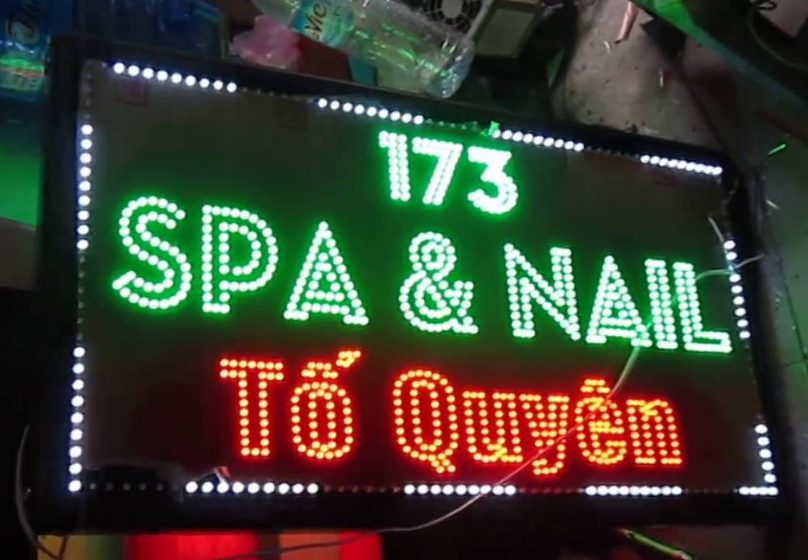 173
SPA & NAIL
Tố Quyên